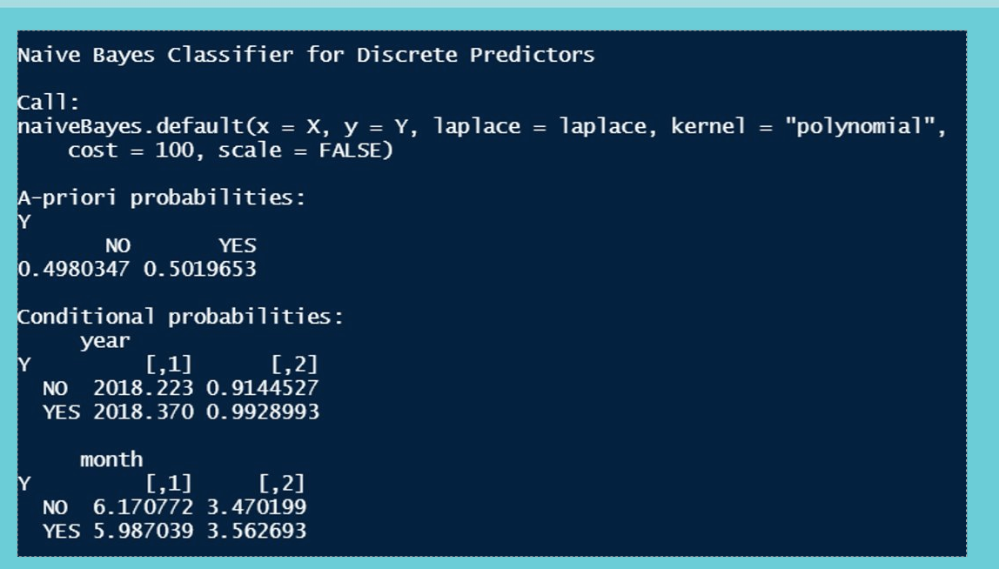 Naive Bayes Classifier for Discrete Predictors
Call:
naiveBayes.default(x = X, y = Y, laplace = laplace, kernel = "polynomial",
cost = 100, scale = FALSE)
A-priori probabilities:
Y
NO YES
0.4980347 0.5019653
Conditional probabilities:
year
Y [,1] [,2]
NO 2018.223 0.9144527
YES 2018.370 0.9928993
month
Y [,1] [,2]
NO 6.170772 3.470199
YES 5.987039 3.562693